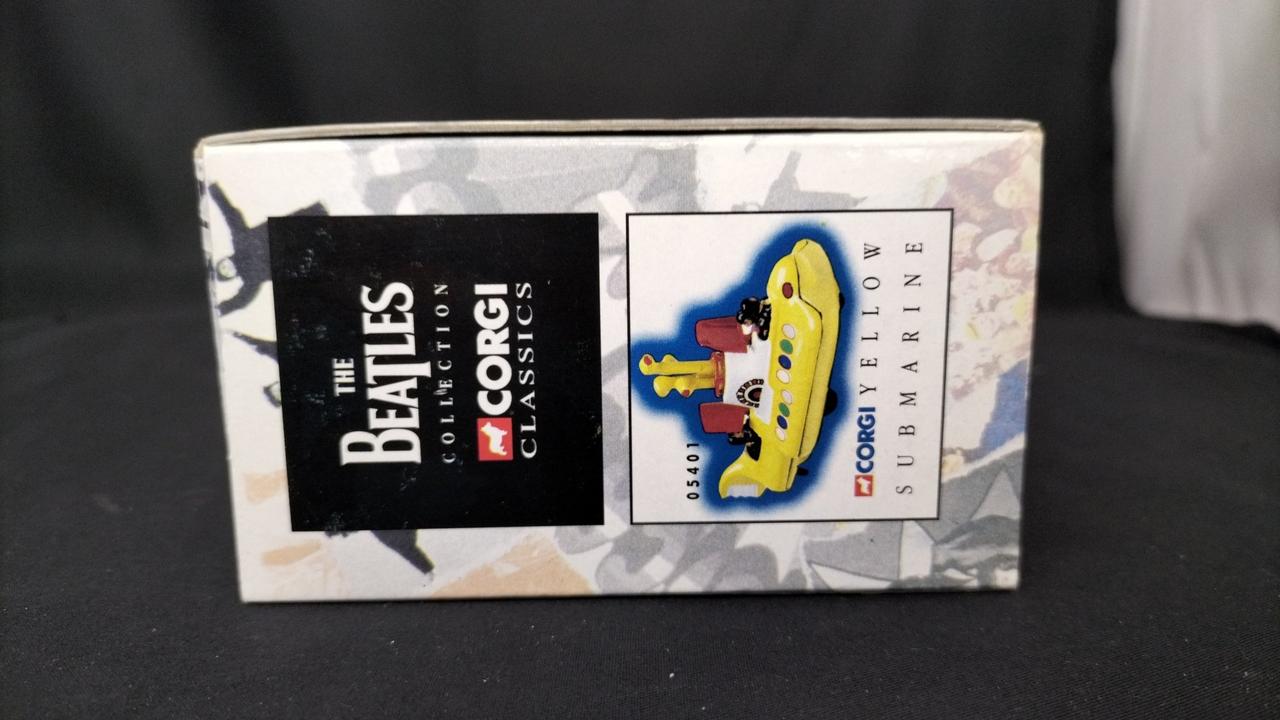 THE
BEATLES
COLLECTION
CORGI
CLASSICS
05401
CORGI YELLOW
SUBMARINE